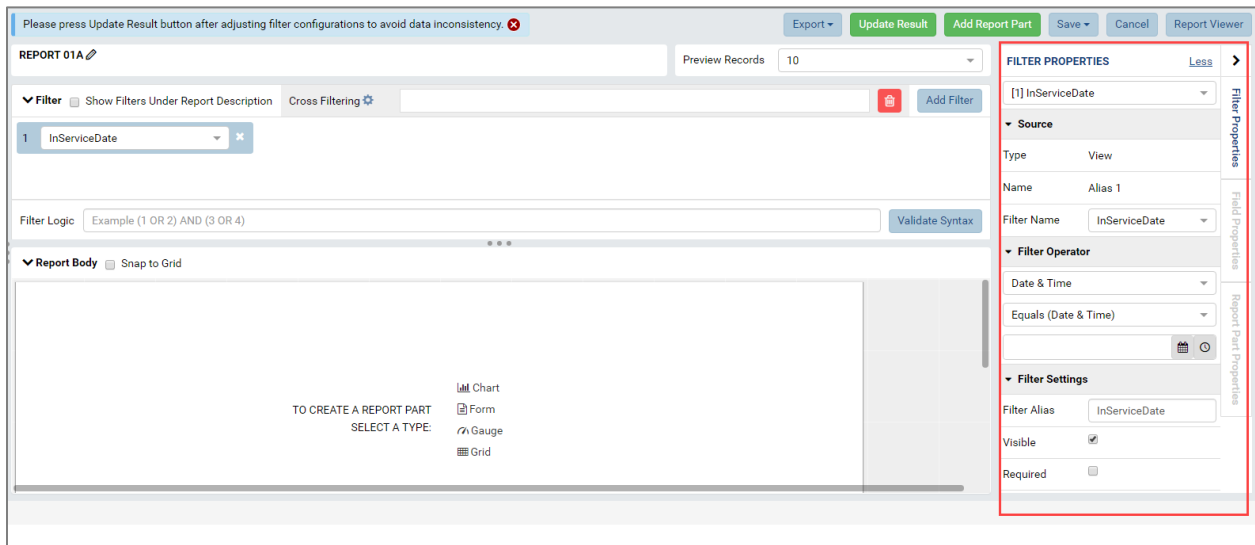 Please press Update Result button after adjusting filter configurations to avoid data inconsistency.
Export
Update Result
Add Report Part
Save
Cancel
Report Viewer
REPORT 01A
Preview Records
10
Filter
Show Filters Under Report Description
Cross Filtering
Add Filter
1
InServiceDate
Filter Logic
Example (1 OR 2) AND (3 OR 4)
Validate Syntax
Report Body
Snap to Grid
TO CREATE A REPORT PART
SELECT A TYPE:
Chart
Form
Gauge
Grid
FILTER PROPERTIES
Less
[1] InServiceDate
Source
Type
View
Name
Alias 1
Filter Name
InServiceDate
Filter Operator
Date & Time
Equals (Date & Time)
Filter Settings
Filter Alias
InServiceDate
Visible
Required
Filter Properties
Field Properties
Report Part Properties